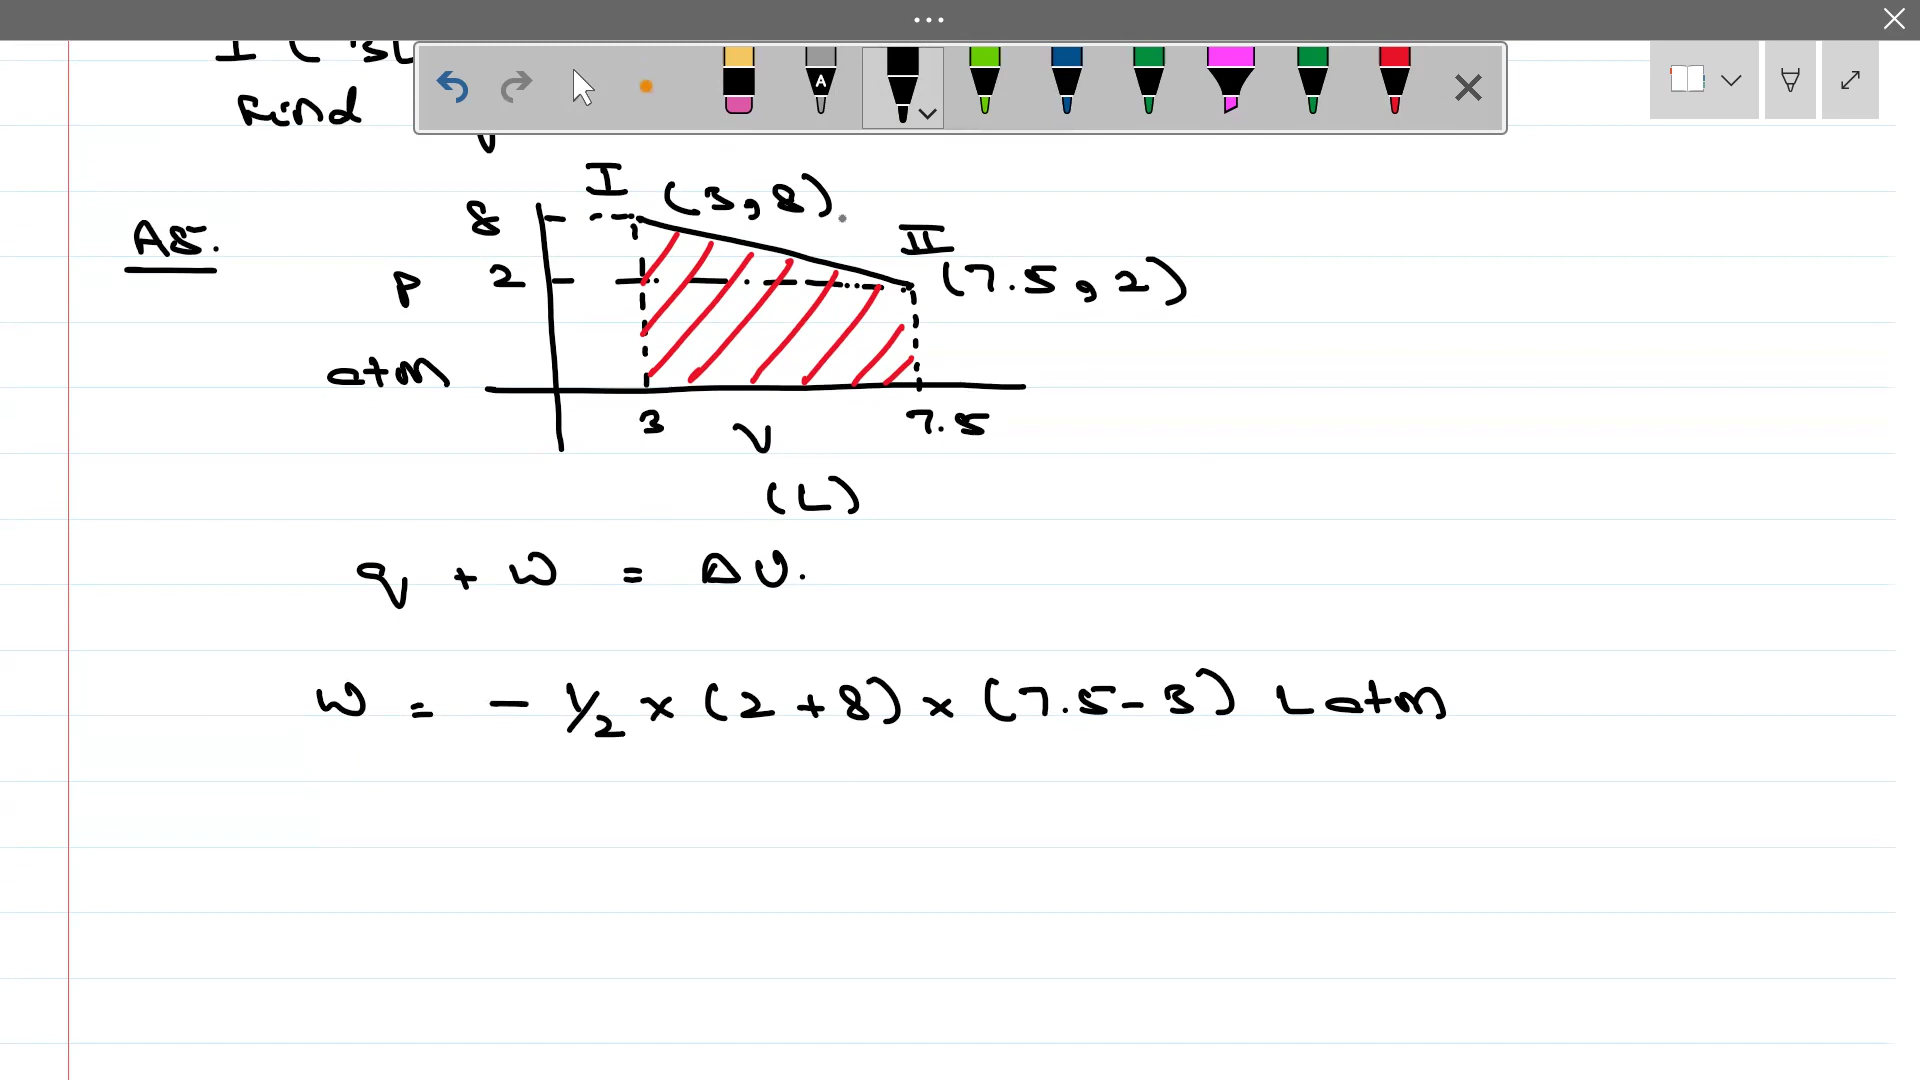 Find
I (3,8)
8
II
A5.
P 2 (7.5, 2)
atm
3 V 7.5
(L)
q + w = ΔU.
w = - 1/2 x (2 + 8) x (7.5 - 3) L atm